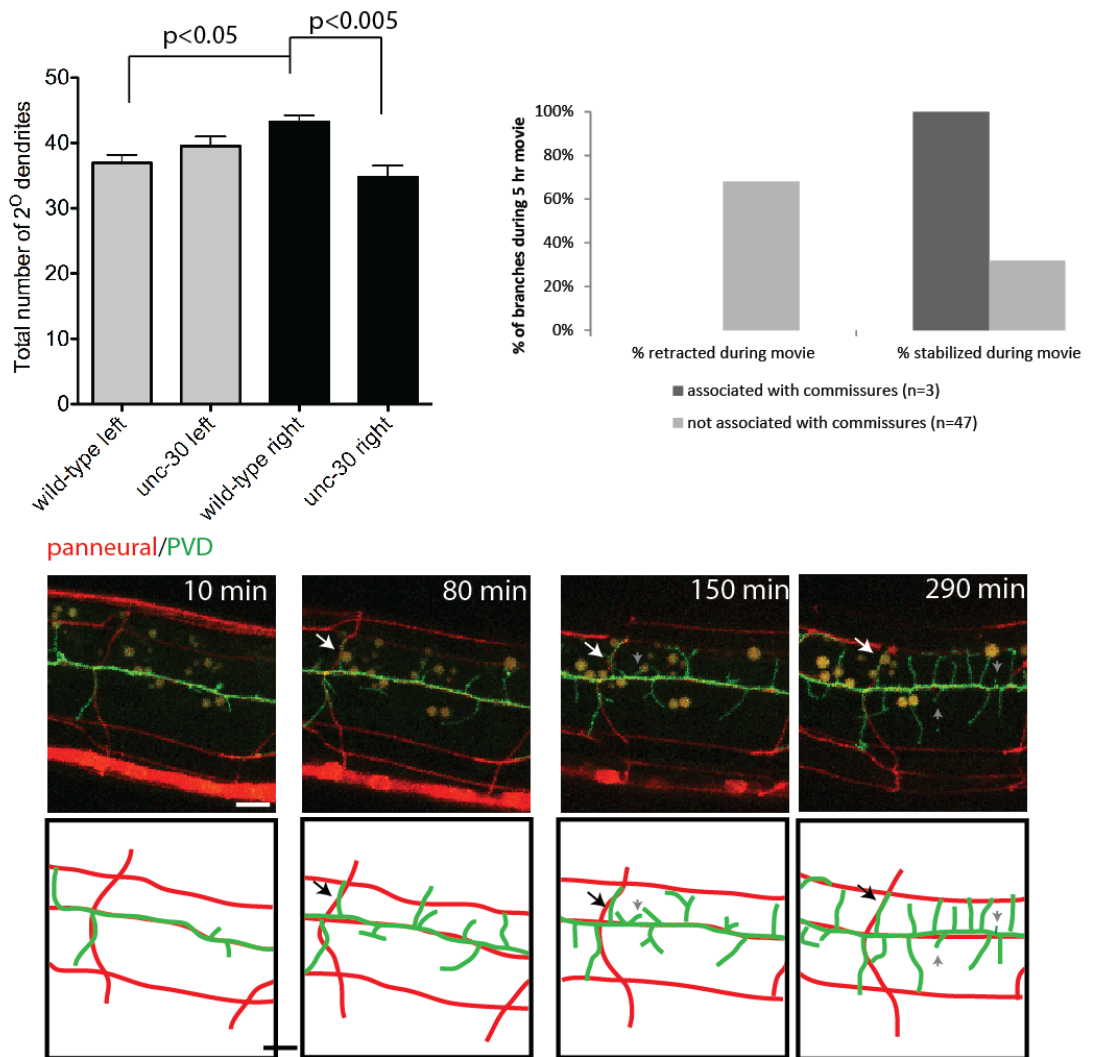 p<0.05
p<0.005
Total number of 2º dendrites
50
40
30
20
10
0
wild-type left
unc-30 left
wild-type right
unc-30 right
% of branches during 5 hr movie
100%
80%
60%
40%
20%
0%
% retracted during movie
% stabilized during movie
associated with commissures (n=3)
not associated with commissures (n=47)
panneural/PVD
10 min
80 min
150 min
290 min